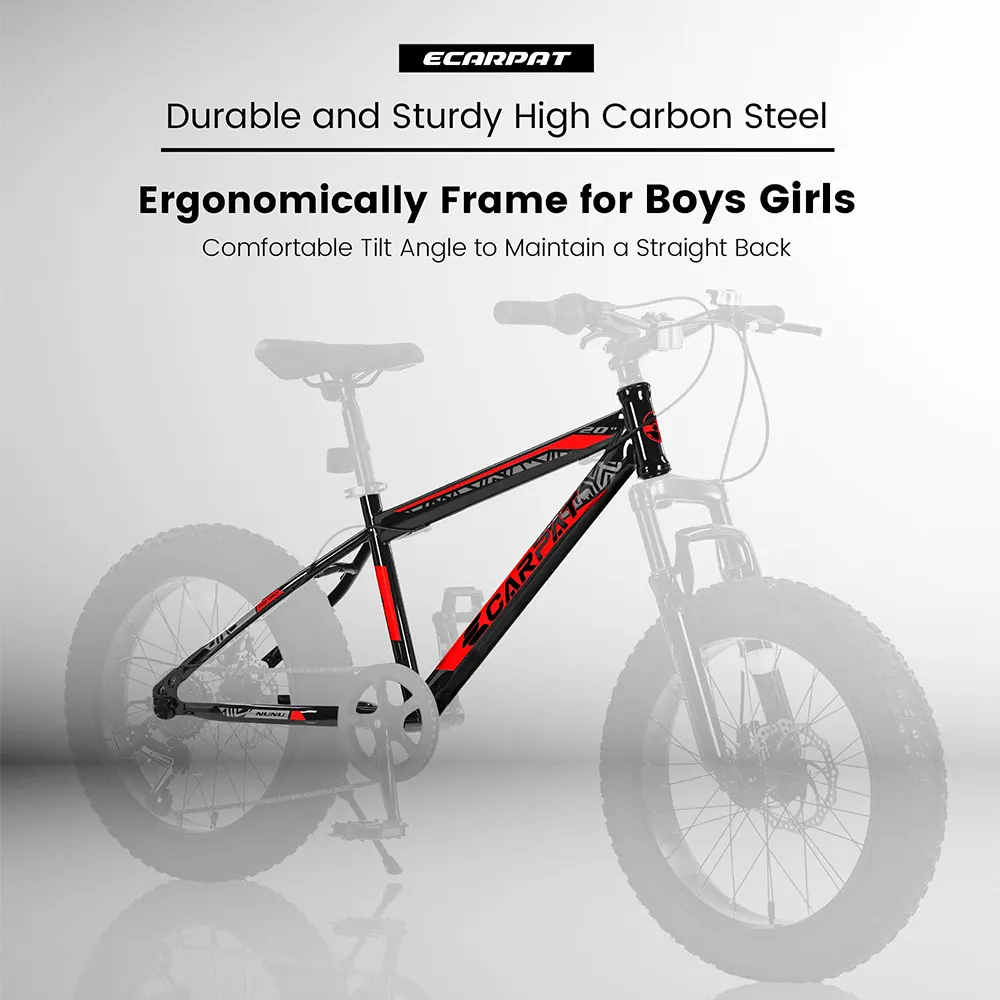 ECARPAT
Durable and Sturdy High Carbon Steel
Ergonomically Frame for Boys Girls
Comfortable Tilt Angle to Maintain a Straight Back
20"
ECARPAT
NUNU